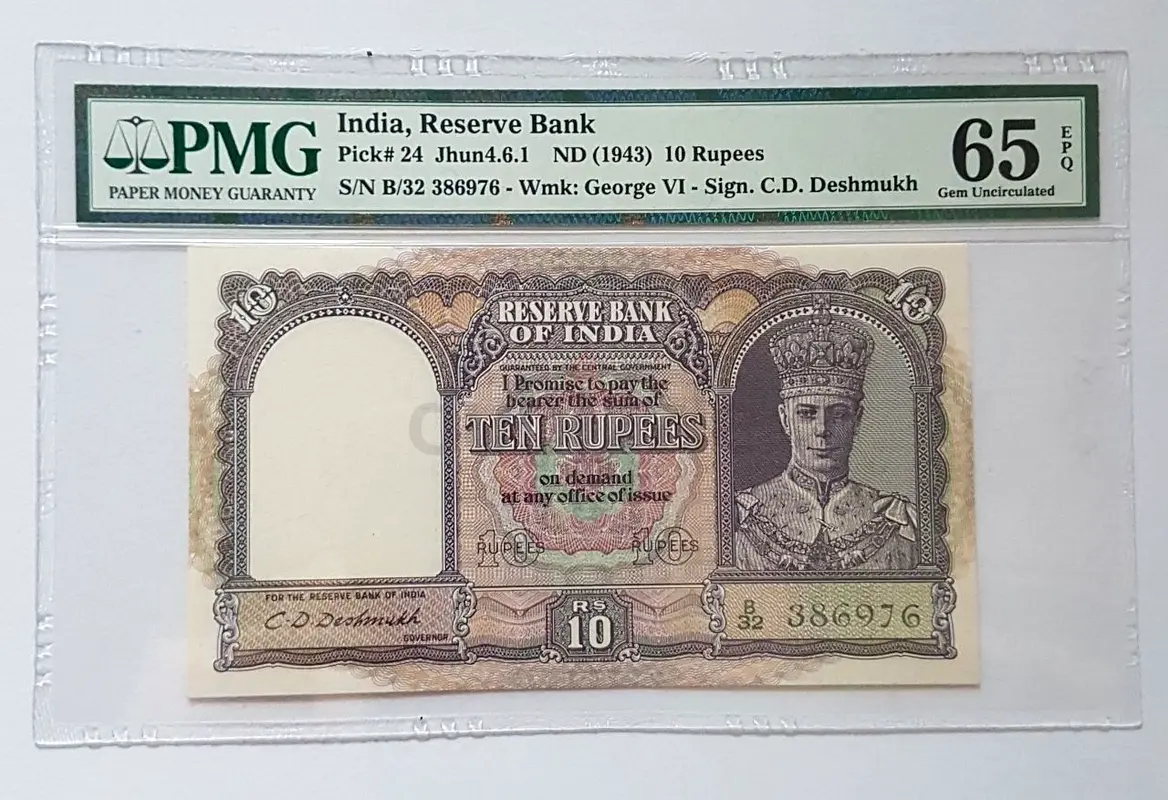 PMG
PAPER MONEY GUARANTY
India, Reserve Bank
Pick# 24 Jhun4.6.1 ND (1943) 10 Rupees
S/N B/32 386976 - Wmk: George VI - Sign. C.D. Deshmukh
65
EPQ
Gem Uncirculated
10
10
RESERVE BANK
OF INDIA
GUARANTEED BY THE CENTRAL GOVERNMENT
I Promise to pay the
bearer the sum of
TEN RUPEES
on demand
at any office of issue
10 RUPEES
10 RUPEES
FOR THE RESERVE BANK OF INDIA
C D Deshmukh
GOVERNOR
RS
10
B/32 386976